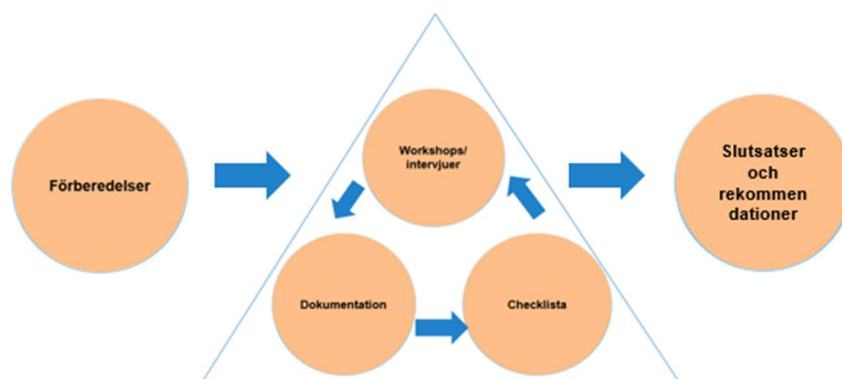 Förberedelser
Workshops/
intervjuer
Dokumentation
Checklista
Slutsatser
och
rekommen
dationer